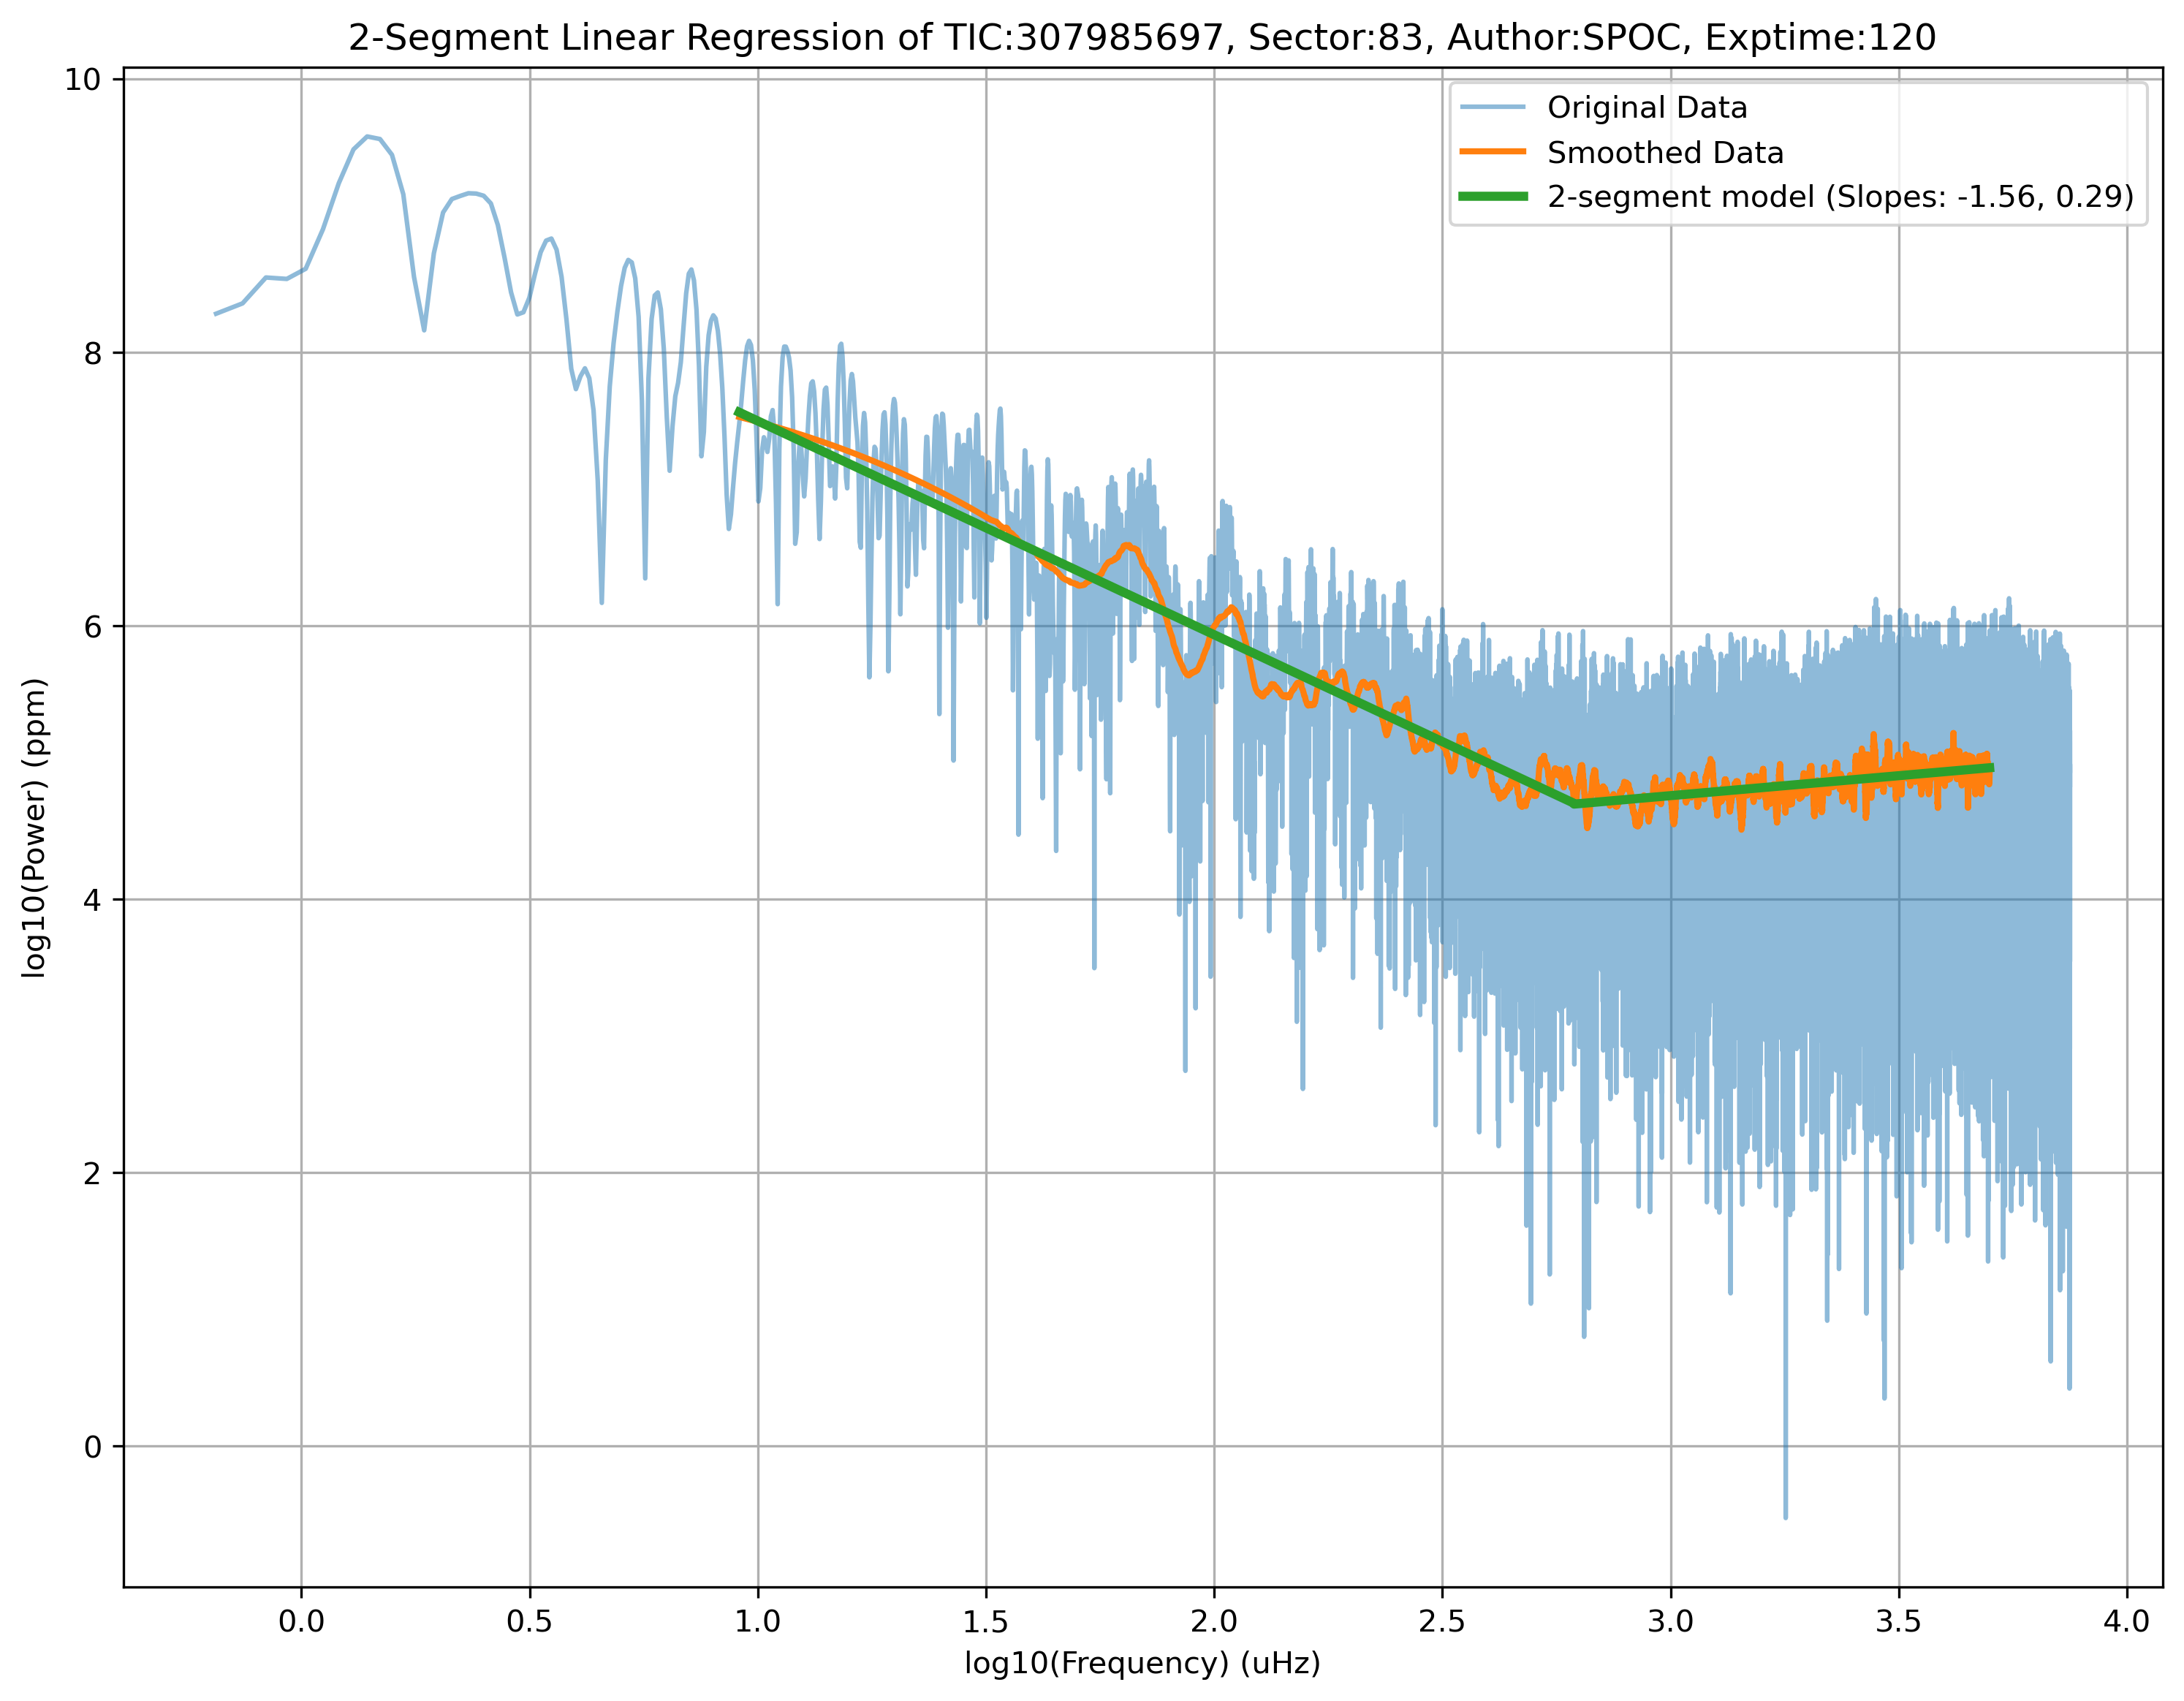 2-Segment Linear Regression of TIC:307985697, Sector:83, Author:SPOC, Exptime:120
Original Data
Smoothed Data
2-segment model (Slopes: -1.56, 0.29)
log10(Power) (ppm)
10
8
6
4
2
0
0.0 0.5 1.0 1.5 2.0 2.5 3.0 3.5 4.0
log10(Frequency) (uHz)